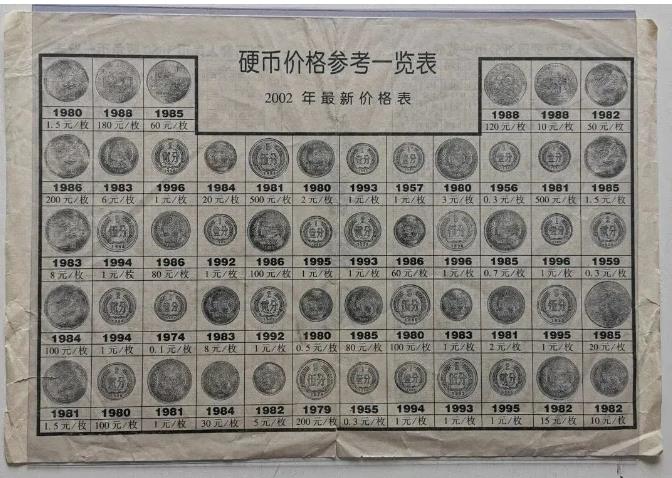 硬币价格参考一览表
2002 年最新价格表
1980 1988 1985 1988 1988 1982
1.5元/枚 180元/枚 60元/枚 120元/枚 10元/枚 50元/枚
1986 1983 1996 1984 1981 1980 1993 1957 1980 1956 1981 1985
200元/枚 6元/枚 1元/枚 20元/枚 500元/枚 2元/枚 1元/枚 1元/枚 3元/枚 0.3元/枚 500元/枚 1.5元/枚
1983 1994 1986 1992 1986 1995 1993 1986 1996 1985 1996 1959
8元/枚 1元/枚 80元/枚 1元/枚 100元/枚 1元/枚 1元/枚 60元/枚 1元/枚 0.7元/枚 1元/枚 0.3元/枚
1984 1994 1974 1983 1992 1980 1985 1980 1983 1981 1995 1985
100元/枚 1元/枚 0.1元/枚 8元/枚 1元/枚 0.5元/枚 80元/枚 100元/枚 1元/枚 2元/枚 1元/枚 20元/枚
1981 1980 1981 1984 1982 1979 1955 1994 1993 1995 1982 1982
1.5元/枚 100元/枚 1元/枚 30元/枚 5元/枚 200元/枚 0.3元/枚 1元/枚 1元/枚 1元/枚 15元/枚 10元/枚